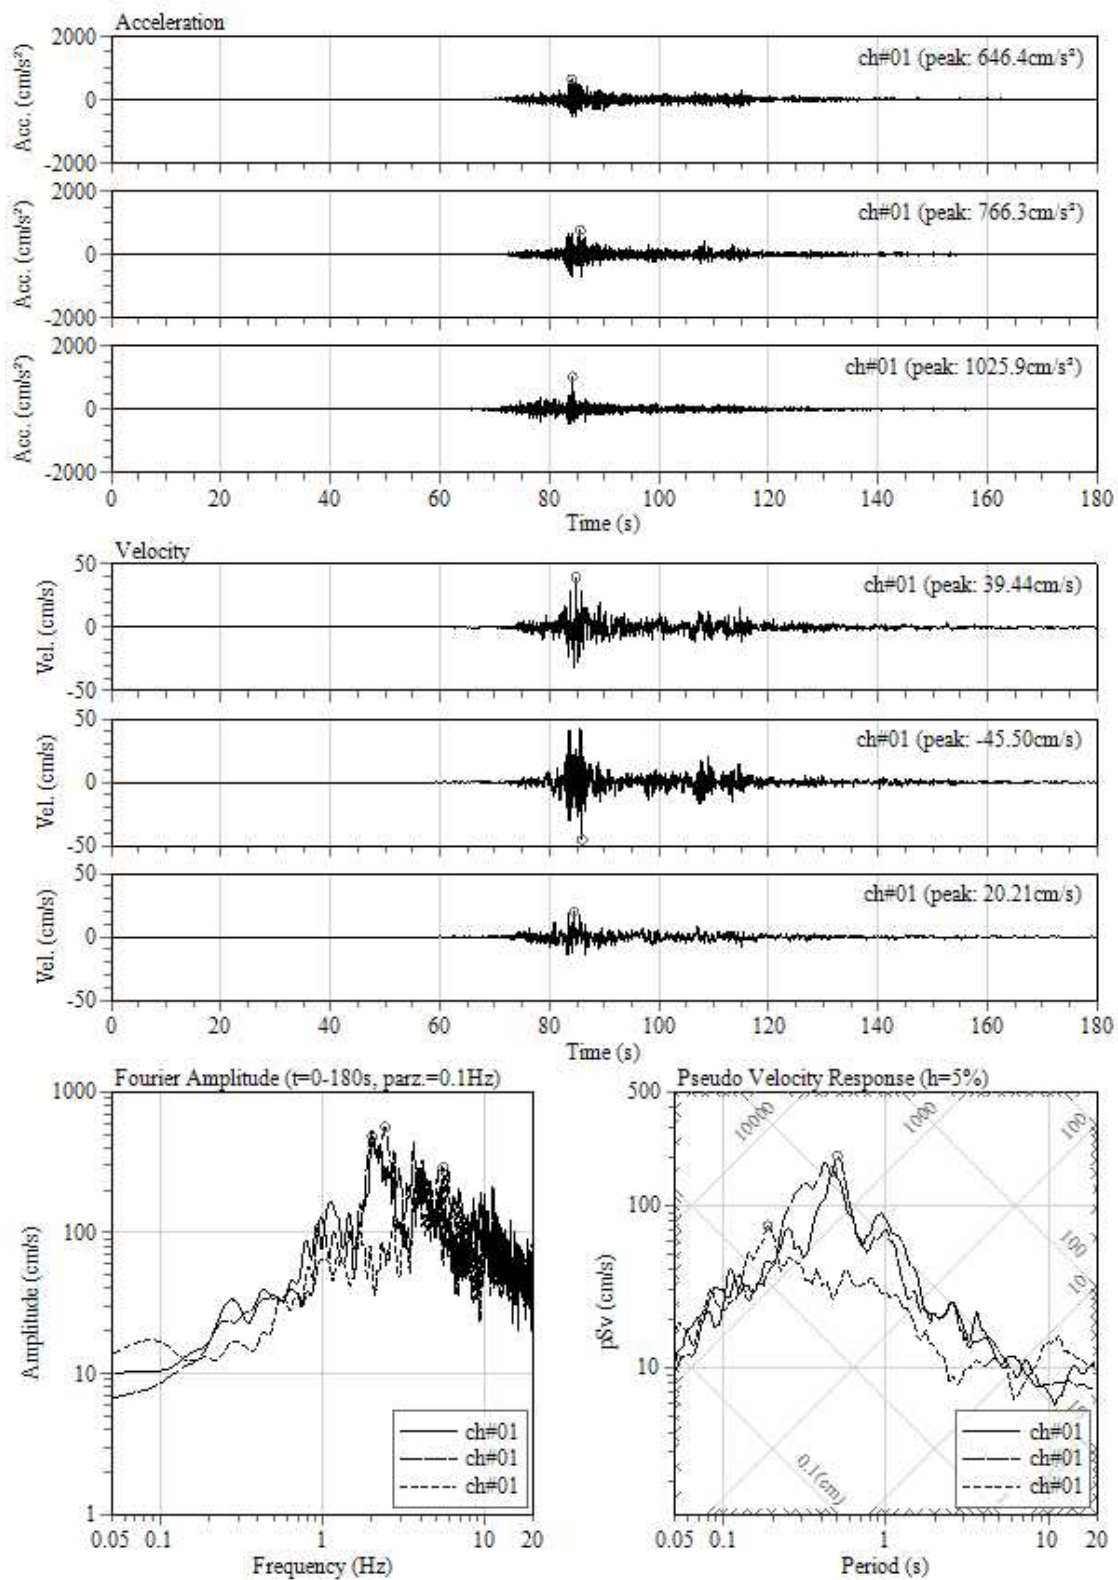 Acceleration
2000
0
-2000
Acc. (cm/s²)
ch#01 (peak: 646.4cm/s²)
2000
0
-2000
Acc. (cm/s²)
ch#01 (peak: 766.3cm/s²)
2000
0
-2000
Acc. (cm/s²)
ch#01 (peak: 1025.9cm/s²)
0 20 40 60 80 100 120 140 160 180
Time (s)
Velocity
50
0
-50
Vel. (cm/s)
ch#01 (peak: 39.44cm/s)
50
0
-50
Vel. (cm/s)
ch#01 (peak: -45.50cm/s)
50
0
-50
Vel. (cm/s)
ch#01 (peak: 20.21cm/s)
0 20 40 60 80 100 120 140 160 180
Time (s)
Fourier Amplitude (t=0-180s, parz.=0.1Hz)
1000
100
10
1
Amplitude (cm/s)
ch#01
ch#01
ch#01
0.05 0.1 1 10 20
Frequency (Hz)
Pseudo Velocity Response (h=5%)
500
100
10
pSv (cm/s)
10000
1000
100
100
10
0.1(cm)
ch#01
ch#01
ch#01
0.05 0.1 1 10 20
Period (s)